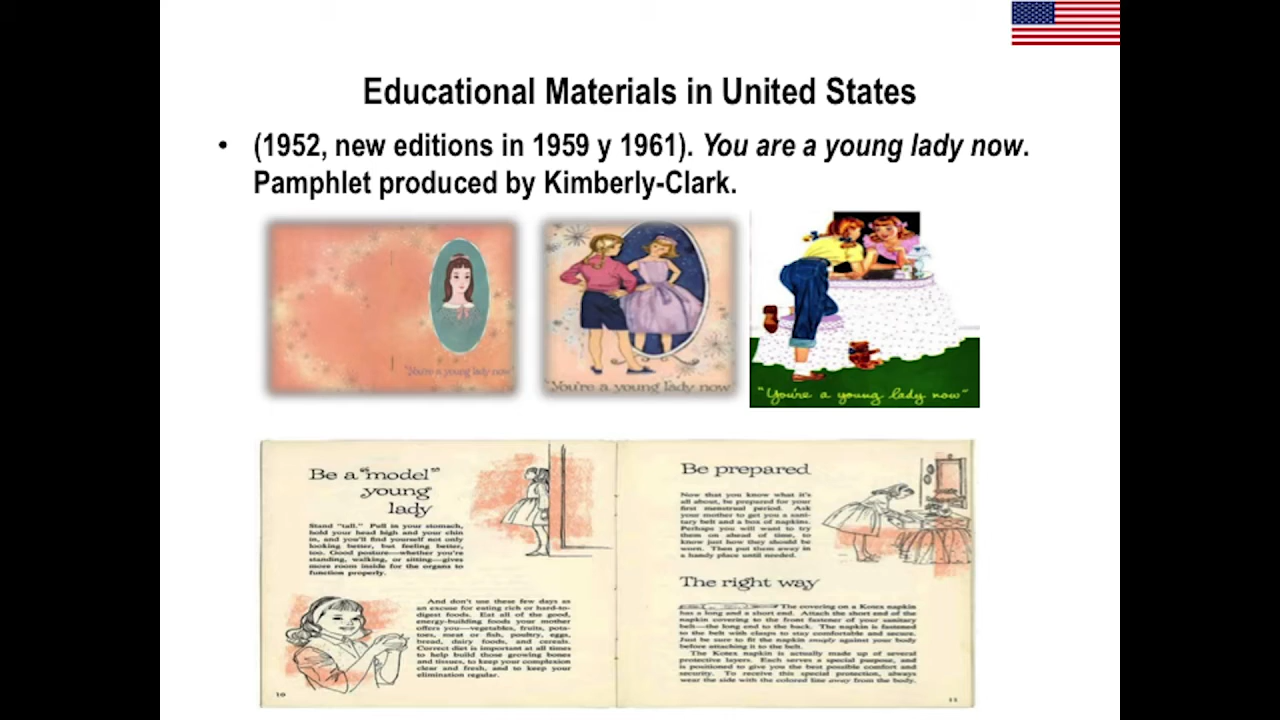 Educational Materials in United States
• (1952, new editions in 1959 y 1961). You are a young lady now.
Pamphlet produced by Kimberly-Clark.
"You're a young lady now
"You're a young lady now
"You're a young lady now"
Be a "model"
young
lady
Stand "tall." Pull in your stomach,
hold your head high and your chin
in, and you'll find yourself not only
looking better, but feeling better,
too. Good posture—whether you're
standing, walking, or sitting—gives
more room inside for the organs to
function properly.
And don't use these few days as
an excuse for eating rich or hard-to-
digest foods. Eat all of the good,
energy-building foods your mother
offers you—vegetables, fruits, pota-
toes, meat or fish, poultry, eggs,
bread, dairy foods, and cereals.
Correct diet is important at all times
to help build those growing bones
and tissues, to keep your complexion
clear and fresh, and to keep your
elimination regular.
10
Be prepared
Now that you know what it's
all about, be prepared for your
first menstrual period. Ask
your mother to get you a sani-
tary belt and a box of napkins.
Perhaps you will want to try
them on ahead of time, to
know just how they should be
worn. Then put them away in
a handy place until needed.
The right way
The covering on a Kotex napkin
has a long and a short end. Attach the short end of the
napkin covering to the front fastener of your sanitary
belt—the long end to the back. The napkin is fastened
to the belt with clasps to stay comfortable and secure.
Just be sure to fit the napkin snugly against your body
before attaching it to the belt.
The Kotex napkin is actually made up of several
protective layers. Each serves a special purpose, and
is positioned to give you the best possible comfort and
security. To receive this special protection, always
wear the side with the colored line away from the body.
11